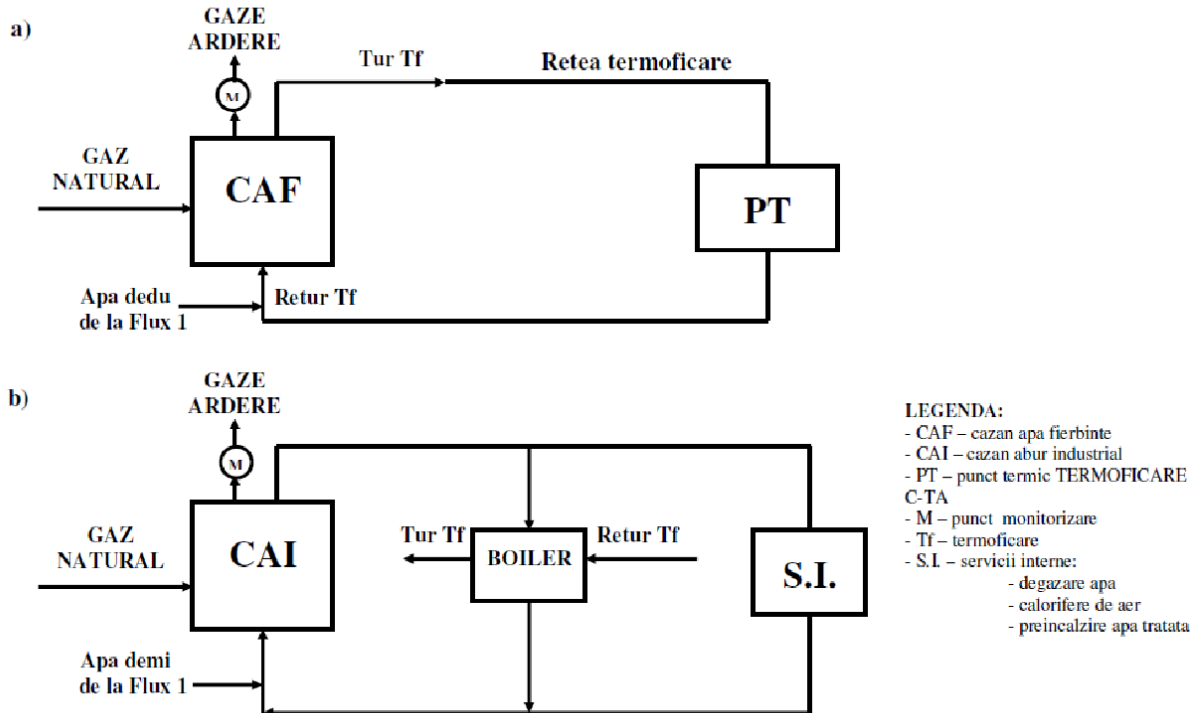 a)
GAZE
ARDERE
M
Tur Tf
Retea termoficare
GAZ
NATURAL
CAF
PT
Apa dedu
de la Flux 1
Retur Tf
b)
GAZE
ARDERE
M
GAZ
NATURAL
CAI
Tur Tf
BOILER
Retur Tf
S.I.
Apa demi
de la Flux 1
LEGENDA:
- CAF – cazan apa fierbinte
- CAI – cazan abur industrial
- PT – punct termic TERMOFICARE
C-TA
- M – punct monitorizare
- Tf – termoficare
- S.I. – servicii interne:
- degazare apa
- calorifere de aer
- preincalzire apa tratata